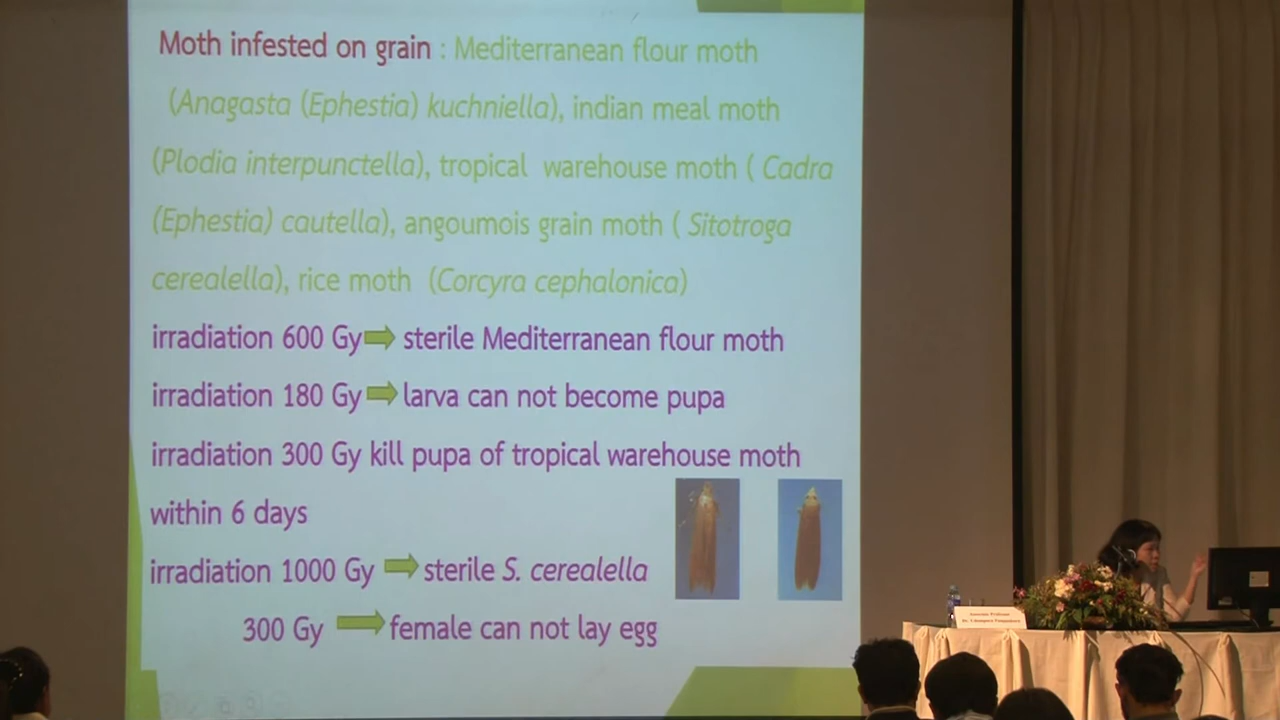 Moth infested on grain : Mediterranean flour moth
(Anagasta (Ephestia) kuchniella), indian meal moth
(Plodia interpunctella), tropical warehouse moth ( Cadra
(Ephestia) cautella), angoumois grain moth ( Sitotroga
cerealella), rice moth (Corcyra cephalonica)
irradiation 600 Gy sterile Mediterranean flour moth
irradiation 180 Gy larva can not become pupa
irradiation 300 Gy kill pupa of tropical warehouse moth
within 6 days
irradiation 1000 Gy sterile S. cerealella
300 Gy female can not lay egg
Assistant Professor
Dr.